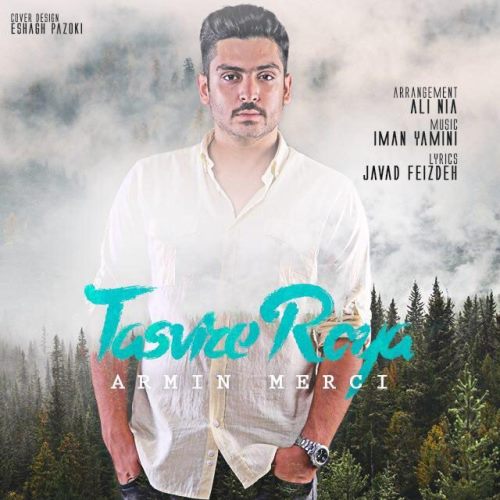 COVER DESIGN
ESHAGH PAZOKI
ARRANGEMENT
ALI NIA
MUSIC
IMAN YAMINI
LYRICS
JAVAD FEIZDEH
Tasvire Roya
ARMIN MERCI